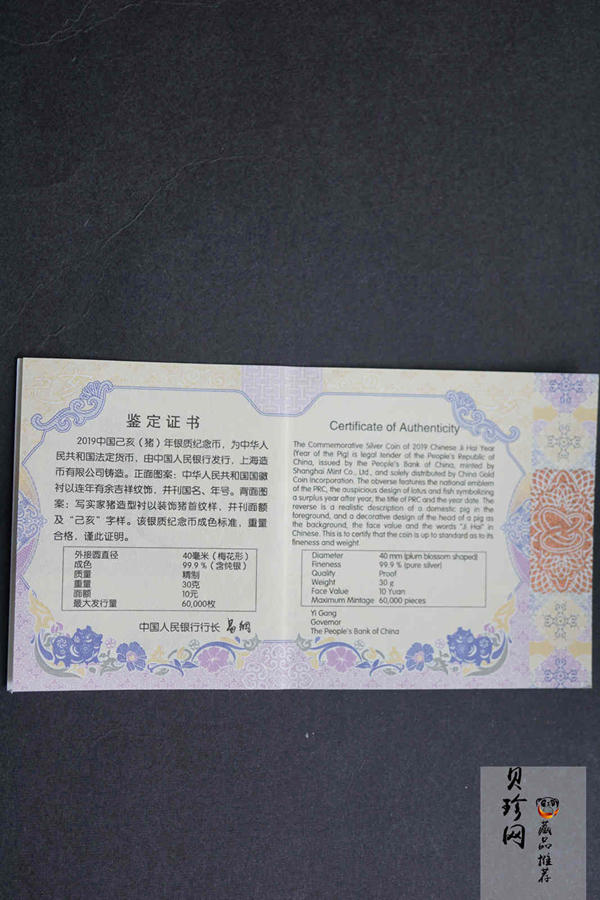 鉴定证书
2019中国己亥（猪）年银质纪念币，为中华人
民共和国法定货币，由中国人民银行发行，上海造
币有限公司铸造。正面图案：中华人民共和国国徽
衬以连年有余吉祥纹饰，并刊国名、年号。背面图
案：写实家猪造型衬以装饰猪首纹样，并刊面额
及“己亥”字样。该银质纪念币成色标准，重量
合格，谨此证明。
外接圆直径 40毫米（梅花形）
成色 99.9％（含纯银）
质量 精制
重量 30克
面额 10元
最大发行量 60,000枚
中国人民银行行长 易纲
Certificate of Authenticity
The Commemorative Silver Coin of 2019 Chinese Ji Hai Year
(Year of the Pig) is legal tender of the People's Republic of
China, issued by the People's Bank of China, minted by
Shanghai Mint Co., Ltd., and solely distributed by China Gold
Coin Incorporation. The obverse features the national emblem
of the PRC, the auspicious design of lotus and fish symbolizing
a surplus year after year, the title of PRC and the year date. The
reverse is a realistic description of a domestic pig in the
foreground, and a decorative design of the head of a pig as
the background, the face value and the words "Ji Hai" in
Chinese. This is to certify that the coin is up to standard as to its
fineness and weight.
Diameter 40 mm (plum blossom shaped)
Fineness 99.9 % (pure silver)
Quality Proof
Weight 30 g
Face Value 10 Yuan
Maximum Mintage 60,000 pieces
Yi Gang
Governor
The People's Bank of China
贝珍网
藏品推荐